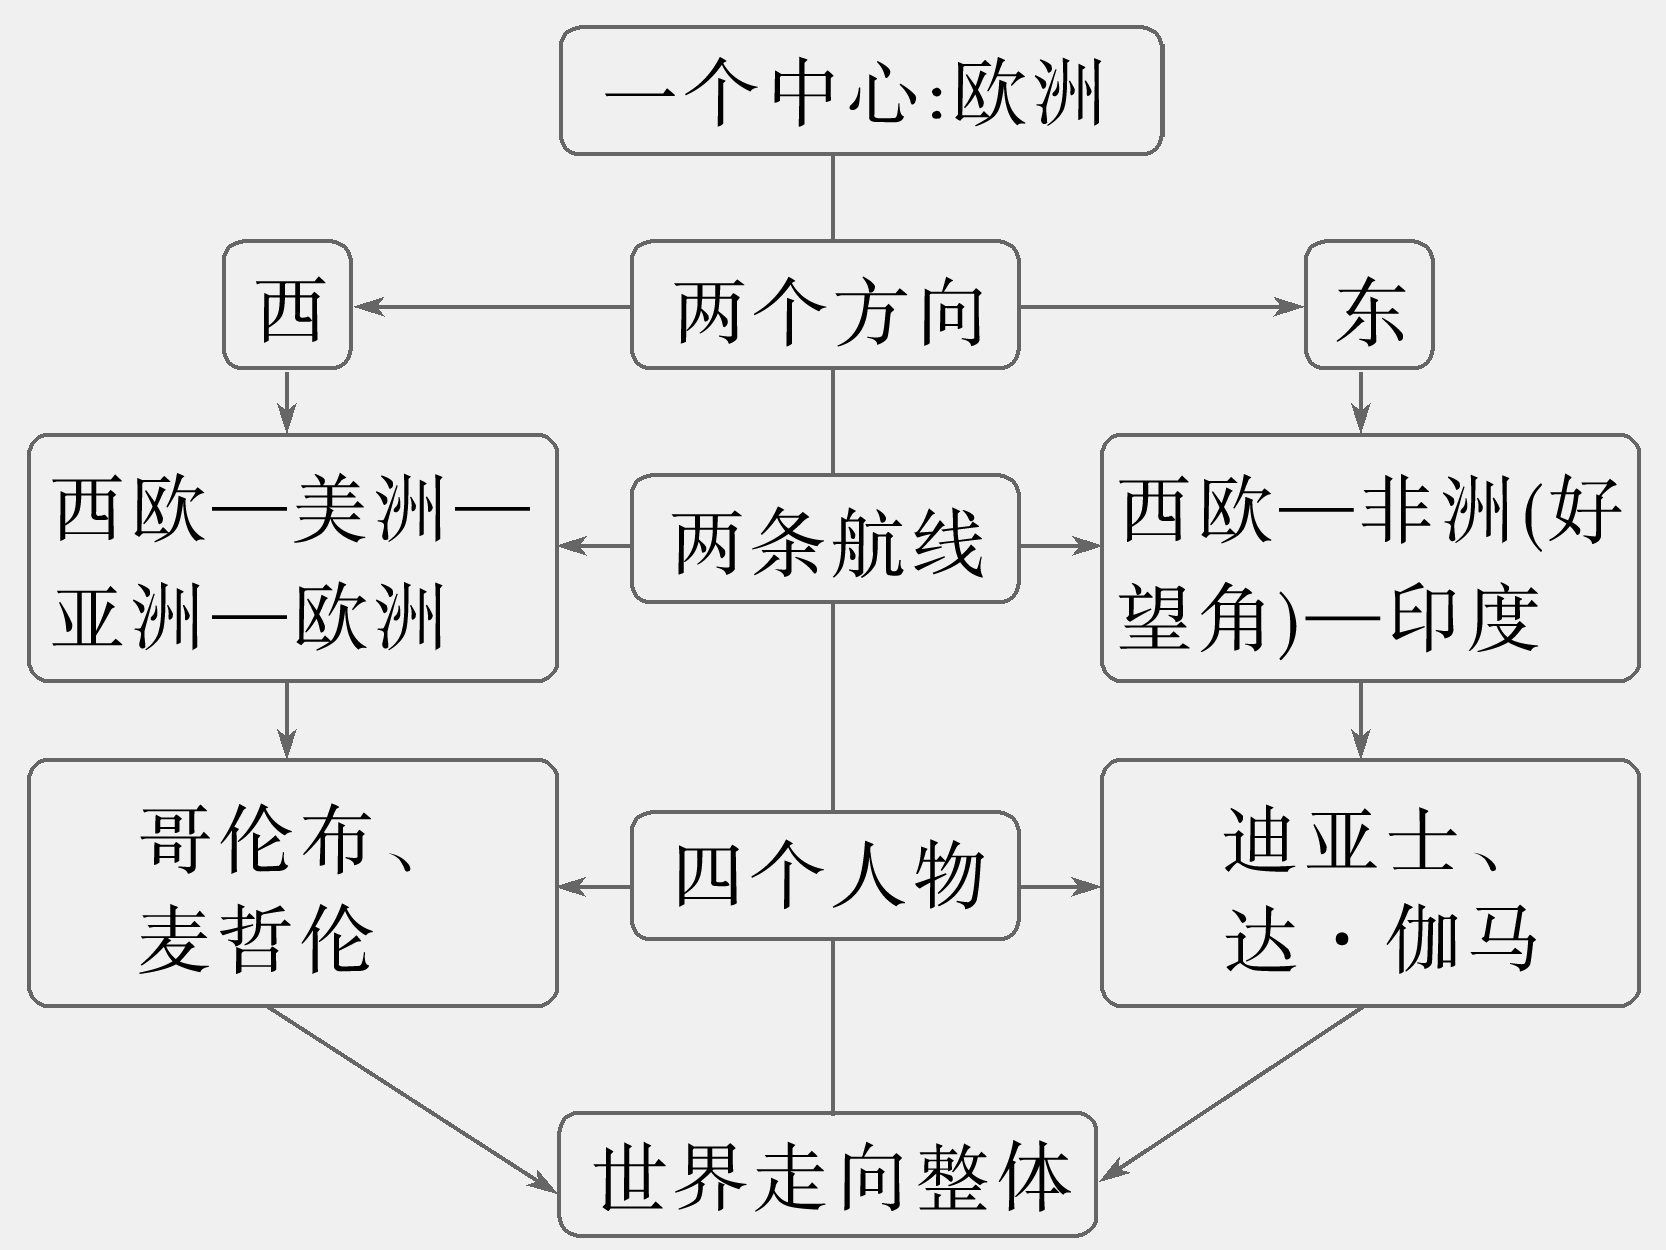 一个中心:欧洲
西
两个方向
东
西欧—美洲—
亚洲—欧洲
两条航线
西欧—非洲(好
望角)—印度
哥伦布、
麦哲伦
四个人物
迪亚士、
达·伽马
世界走向整体